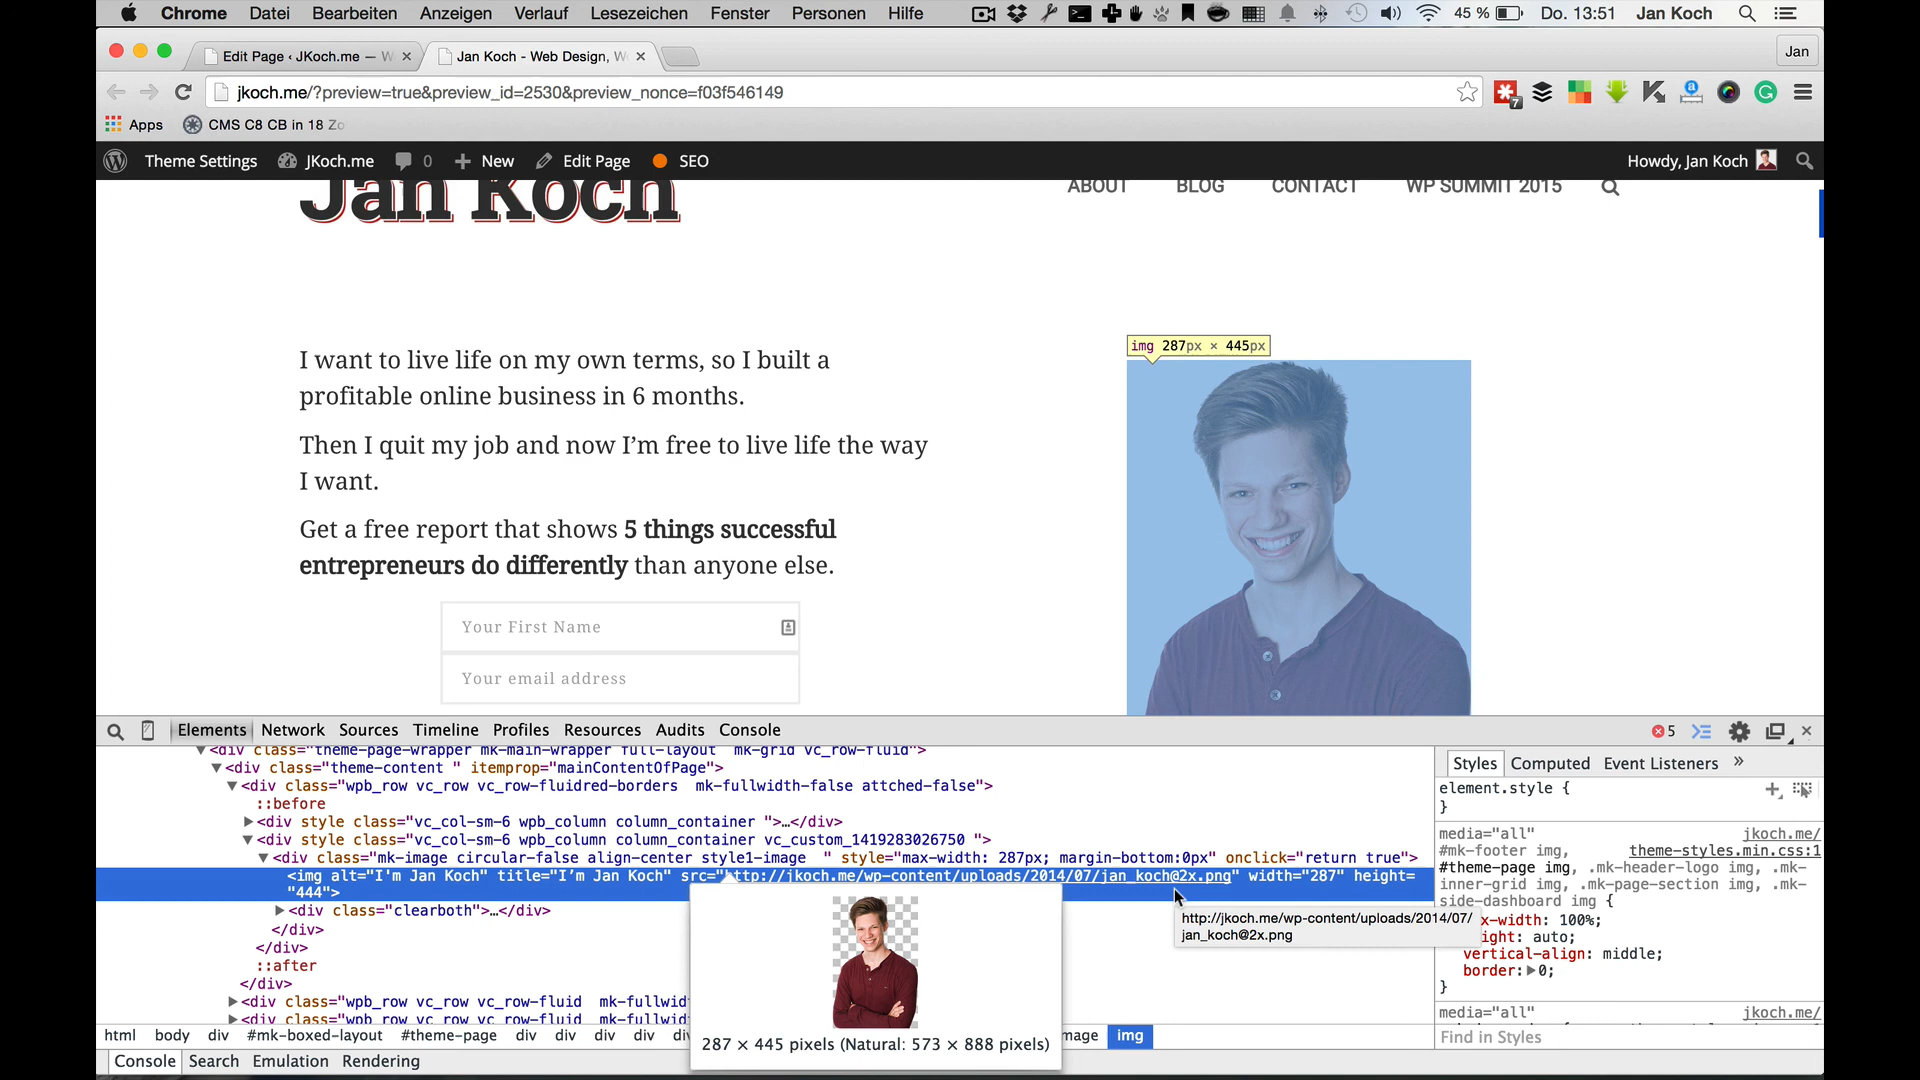 Chrome Datei Bearbeiten Anzeigen Verlauf Lesezeichen Fenster Personen Hilfe 45 % Do. 13:51 Jan Koch
Edit Page ‹ JKoch.me — W
Jan Koch - Web Design, W
Jan
jkoch.me/?preview=true&preview_id=2530&preview_nonce=f03f546149
7
Apps CMS C8 CB in 18 Zo
Theme Settings JKoch.me 0 New Edit Page SEO Howdy, Jan Koch
Jan Koch
ABOUT BLOG CONTACT WP SUMMIT 2015
I want to live life on my own terms, so I built a
profitable online business in 6 months.
Then I quit my job and now I’m free to live life the way
I want.
Get a free report that shows 5 things successful
entrepreneurs do differently than anyone else.
Your First Name
Your email address
img 287px × 445px
Elements Network Sources Timeline Profiles Resources Audits Console 5
<div class="theme-page-wrapper mk-main-wrapper full-layout  mk-grid vc_row-fluid">
<div class="theme-content " itemprop="mainContentOfPage">
<div class="wpb_row vc_row vc_row-fluidred-borders  mk-fullwidth-false attched-false">
::before
<div style class="vc_col-sm-6 wpb_column column_container ">…</div>
<div style class="vc_col-sm-6 wpb_column column_container vc_custom_1419283026750 ">
<div class="mk-image circular-false align-center style1-image  " style="max-width: 287px; margin-bottom:0px" onclick="return true">
<img alt="I'm Jan Koch" title="I’m Jan Koch" src="http://jkoch.me/wp-content/uploads/2014/07/jan_koch@2x.png" width="287" height=
"444">
<div class="clearboth">…</div>
</div>
</div>
::after
</div>
<div class="wpb_row vc_row vc_row-fluid  mk-fullwid
<div class="wpb_row vc_row vc_row-fluid  mk-fullwid
http://jkoch.me/wp-content/uploads/2014/07/
jan_koch@2x.png
287 × 445 pixels (Natural: 573 × 888 pixels)
html body div #mk-boxed-layout #theme-page div div div di mage img
Console Search Emulation Rendering
Styles Computed Event Listeners »
element.style {
}
media="all" jkoch.me/
#mk-footer img, theme-styles.min.css:1
#theme-page img, .mk-header-logo img, .mk-
inner-grid img, .mk-page-section img, .mk-
side-dashboard img {
x-width: 100%;
ight: auto;
vertical-align: middle;
border: 0;
}
media="all" jkoch.me/
Find in Styles